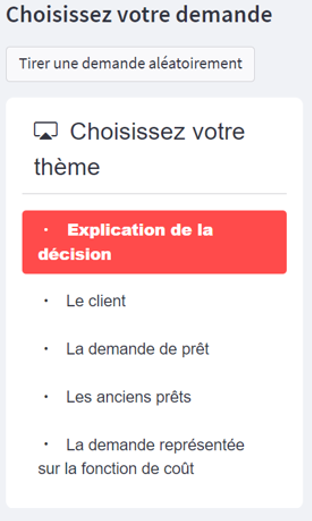 Choisissez votre demande
Tirer une demande aléatoirement
Choisissez votre
thème
· Explication de la
décision
· Le client
· La demande de prêt
· Les anciens prêts
· La demande représentée
sur la fonction de coût